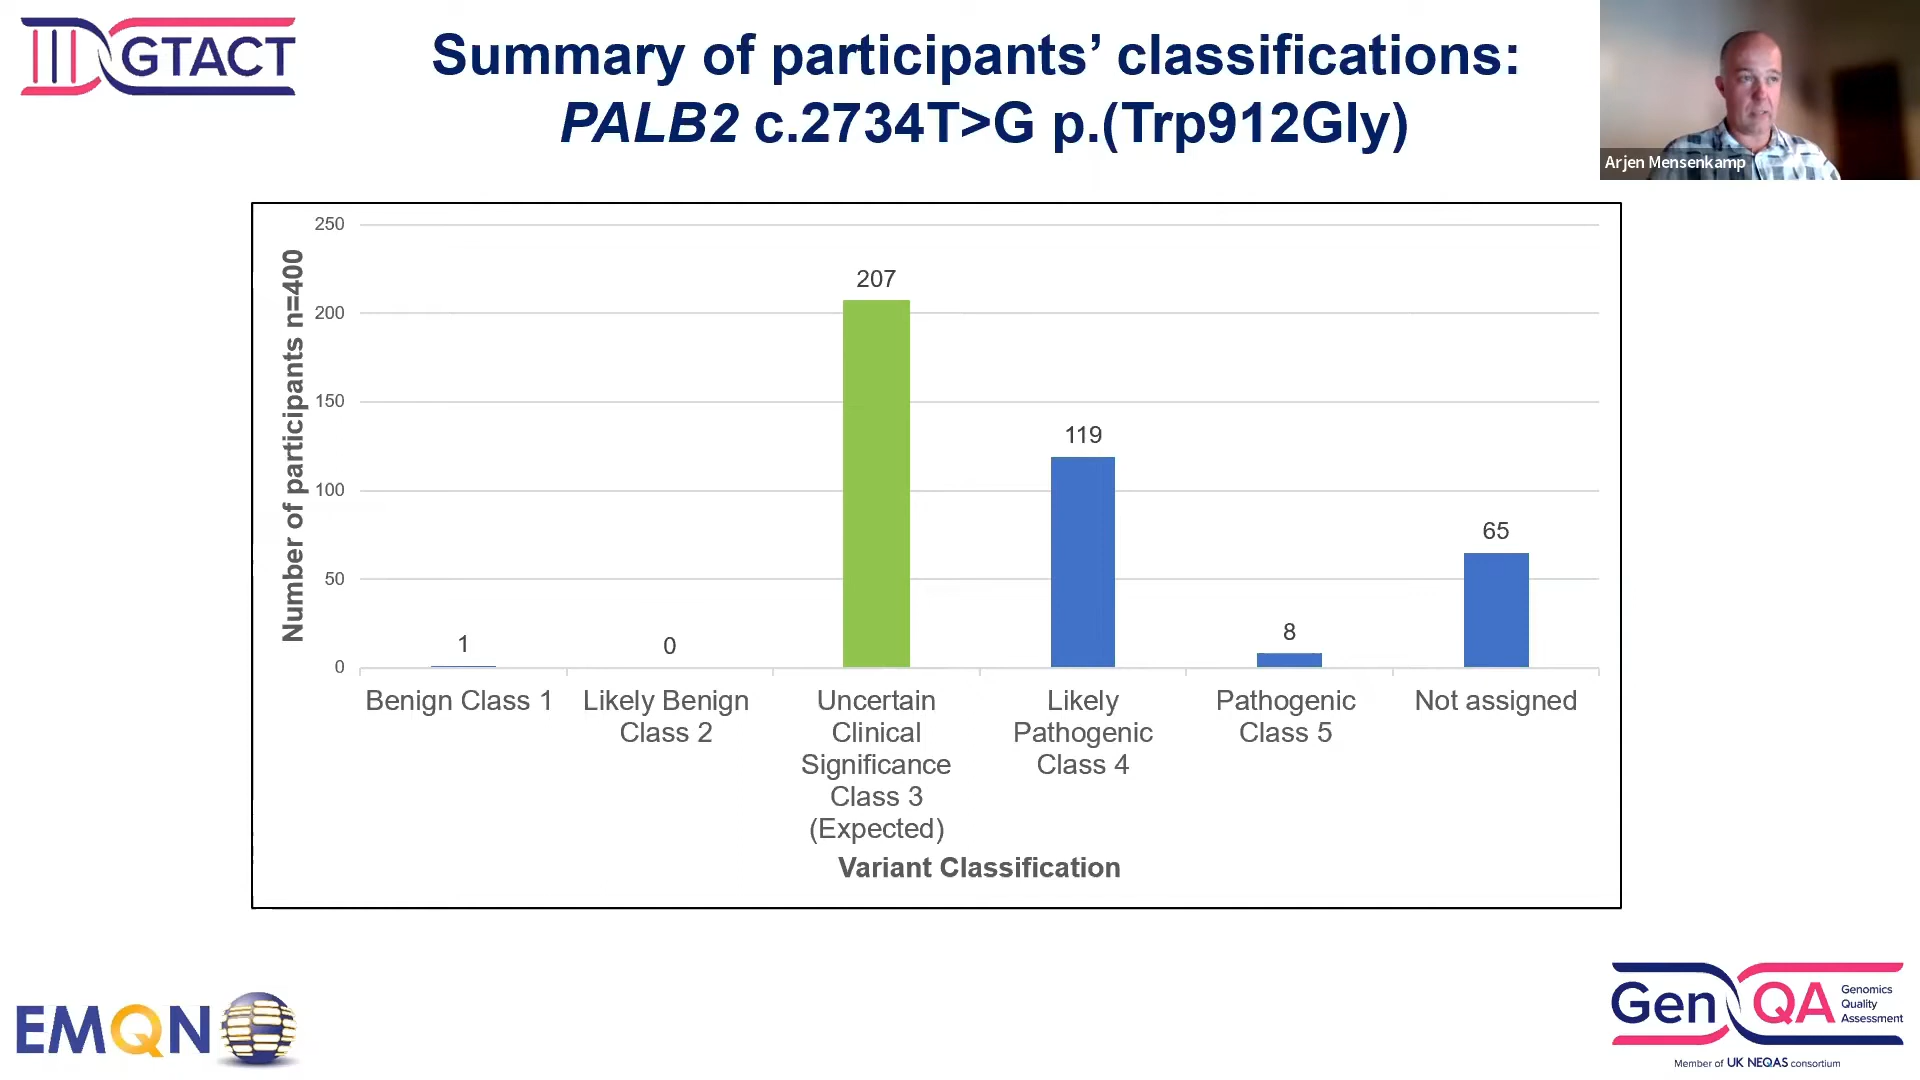 GTACT
Summary of participants’ classifications:
PALB2 c.2734T>G p.(Trp912Gly)
Arjen Mensenkamp
Number of participants n=400
250
200
150
100
50
0
1
0
207
119
8
65
Benign Class 1
Likely Benign
Class 2
Uncertain
Clinical
Significance
Class 3
(Expected)
Likely
Pathogenic
Class 4
Pathogenic
Class 5
Not assigned
Variant Classification
EMQN
GenQA
Genomics
Quality
Assessment
Member of UK NEQAS consortium